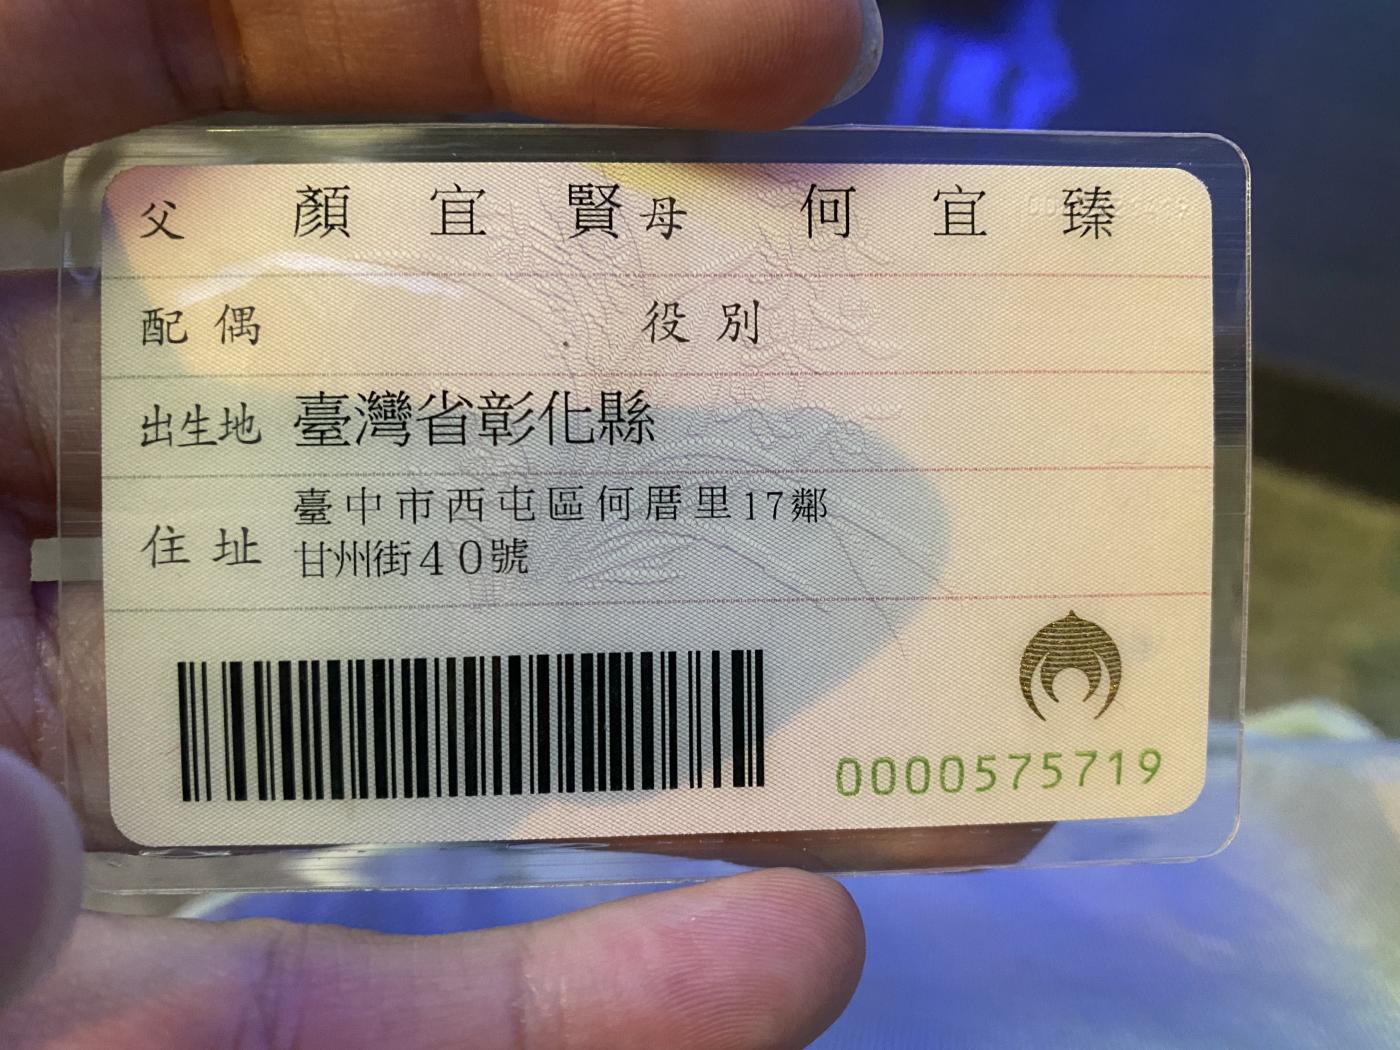 父 顏宜賢 母 何宜臻
配偶 役別
出生地 臺灣省彰化縣
住址 臺中市西屯區何厝里17鄰
甘州街40號
0000575719